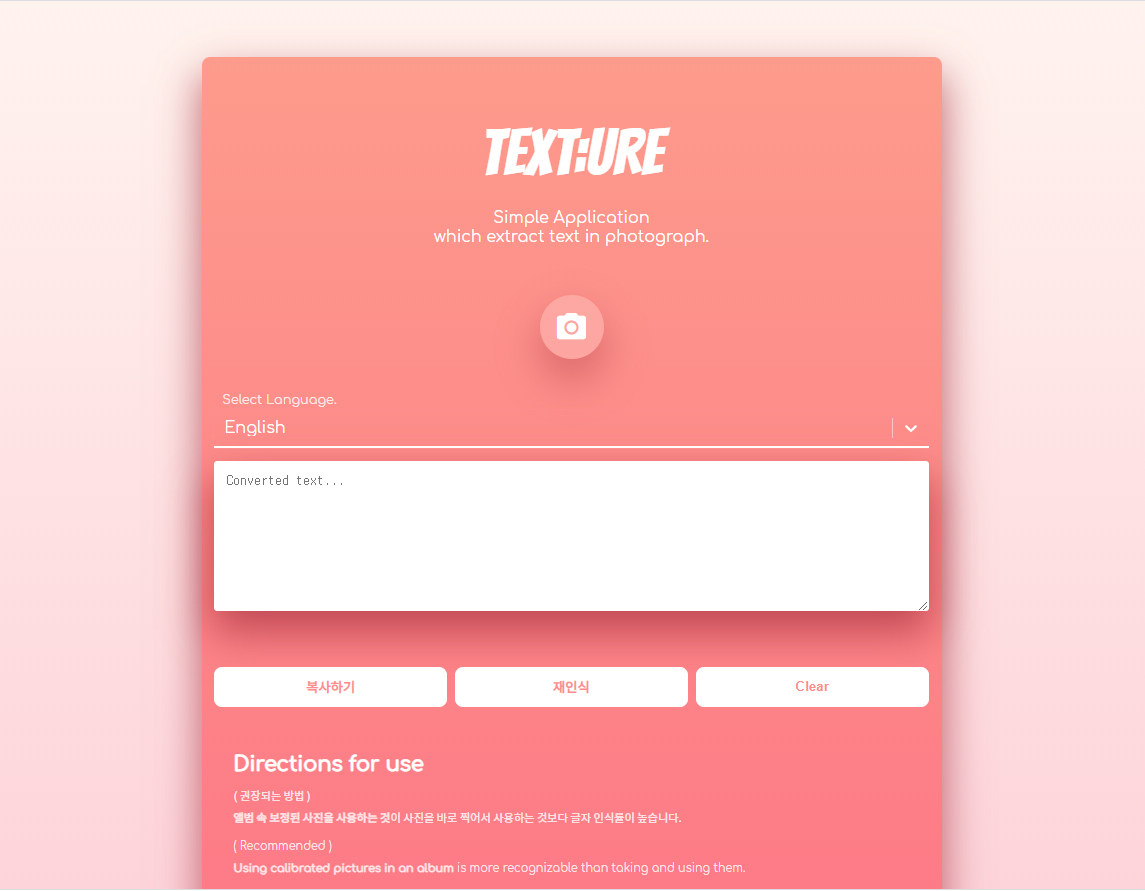 TEXT:URE
Simple Application
which extract text in photograph.
Select Language.
English
Converted text...
복사하기
재인식
Clear
Directions for use
( 권장되는 방법 )
앨범 속 보정된 사진을 사용하는 것이 사진을 바로 찍어서 사용하는 것보다 글자 인식률이 높습니다.
( Recommended )
Using calibrated pictures in an album is more recognizable than taking and using them.